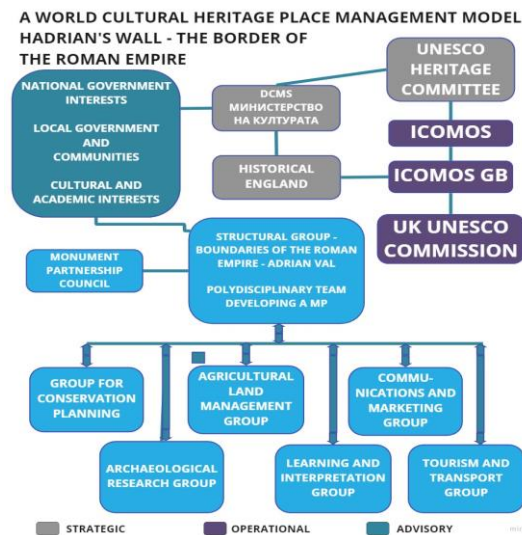 A WORLD CULTURAL HERITAGE PLACE MANAGEMENT MODEL
HADRIAN'S WALL - THE BORDER OF
THE ROMAN EMPIRE
UNESCO
HERITAGE
COMMITTEE
NATIONAL GOVERNMENT
INTERESTS
LOCAL GOVERNMENT
AND
COMMUNITIES
CULTURAL AND
ACADEMIC INTERESTS
DCMS
МИНИСТЕРСТВО
НА КУЛТУРАТА
ICOMOS
HISTORICAL
ENGLAND
ICOMOS GB
UK UNESCO
COMMISSION
STRUCTURAL GROUP -
BOUNDARIES OF THE ROMAN
EMPIRE - ADRIAN VAL
POLYDISCIPLINARY TEAM
DEVELOPING A MP
MONUMENT
PARTNERSHIP
COUNCIL
GROUP FOR
CONSERVATION
PLANNING
AGRICULTURAL
LAND
MANAGEMENT
GROUP
COMMU-
NICATIONS AND
MARKETING
GROUP
ARCHAEOLOGICAL
RESEARCH GROUP
LEARNING AND
INTERPRETATION
GROUP
TOURISM AND
TRANSPORT
GROUP
STRATEGIC
OPERATIONAL
ADVISORY